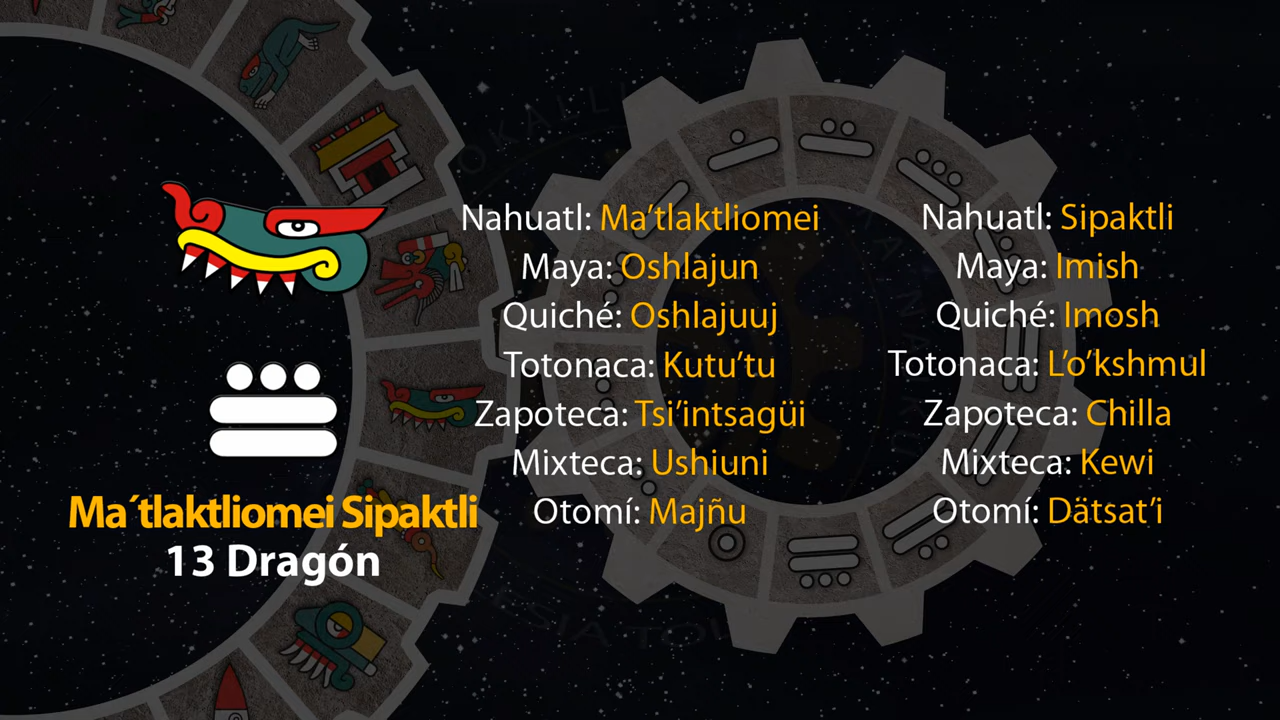 Nahuatl: Ma’tlaktliomei
Maya: Oshlajun
Quiché: Oshlajuuj
Totonaca: Kutu’tu
Zapoteca: Tsi’intsagüi
Mixteca: Ushiuni
Otomí: Majñu
Nahuatl: Sipaktli
Maya: Imish
Quiché: Imosh
Totonaca: L’o’kshmul
Zapoteca: Chilla
Mixteca: Kewi
Otomí: Dätsat’i
Ma´tlaktliomei Sipaktli
13 Dragón